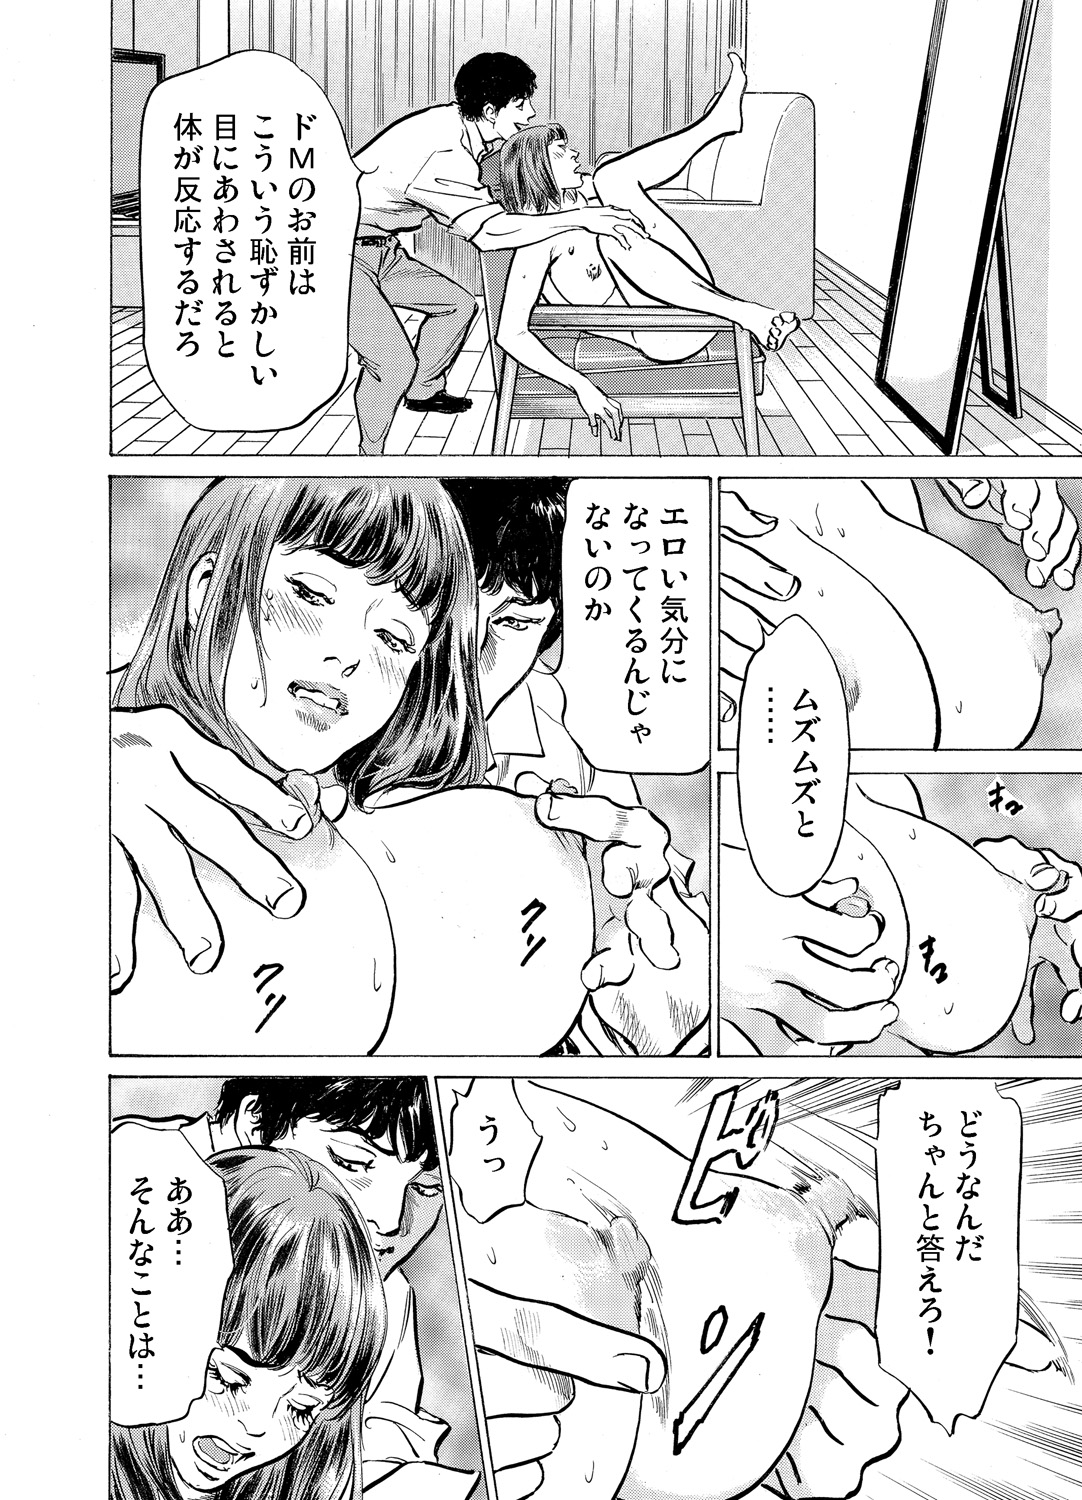 ドMのお前は
こういう恥ずかしい
目にあわされると
体が反応するだろ
ムズムズと
……
キュ
キュ
エロい気分に
なってくるんじゃ
ないのか
クリ
クリ
どうなんだ
ちゃんと答えろ!
ビッ
うっ
ああ…
そんなことは…